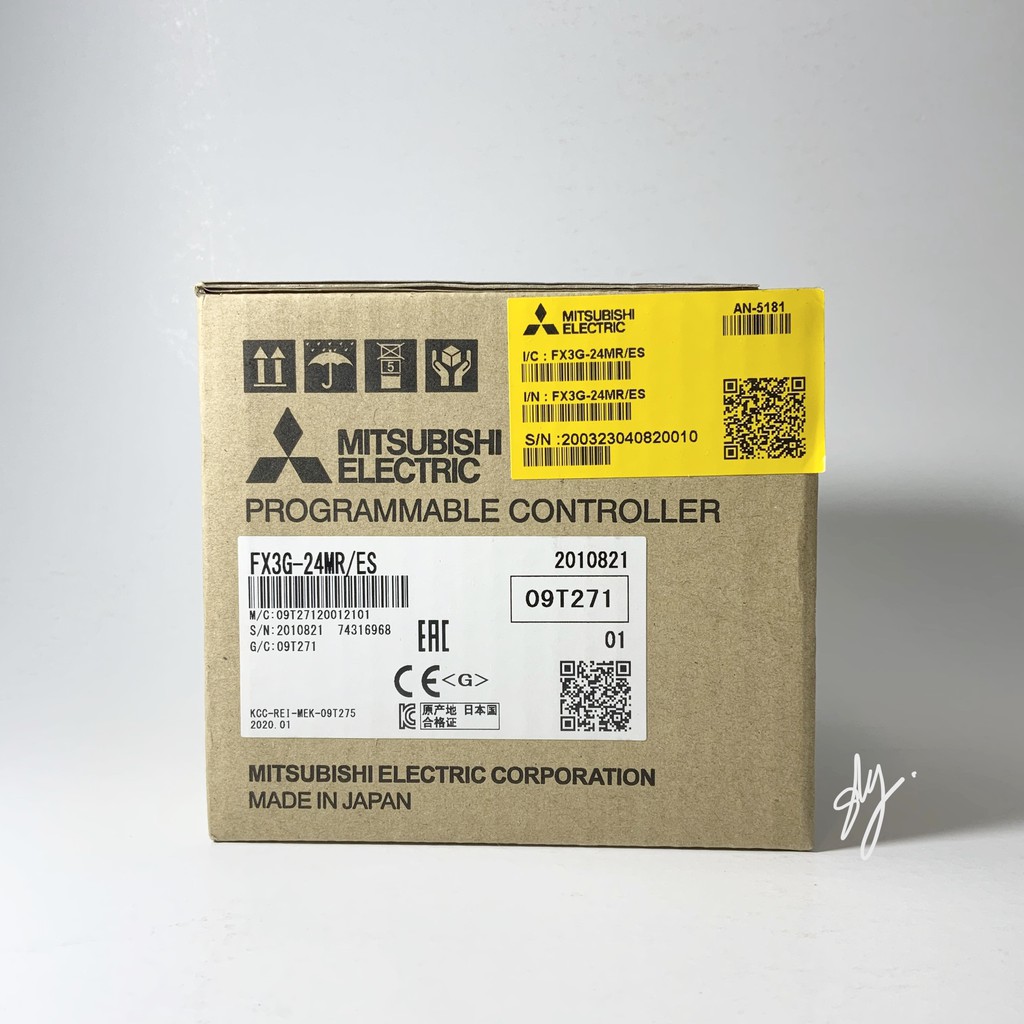 MITSUBISHI
ELECTRIC
AN-5181
I/C : FX3G-24MR/ES
I/N : FX3G-24MR/ES
S/N :200323040820010
5
MITSUBISHI
ELECTRIC
PROGRAMMABLE CONTROLLER
FX3G-24MR/ES
2010821
09T271
M/C:09T27120012101
S/N:2010821 74316968
G/C:09T271
EAC
01
CE<G>
KCC-REI-MEK-09T275
2020.01
原产地 日本国
合格证
MITSUBISHI ELECTRIC CORPORATION
MADE IN JAPAN